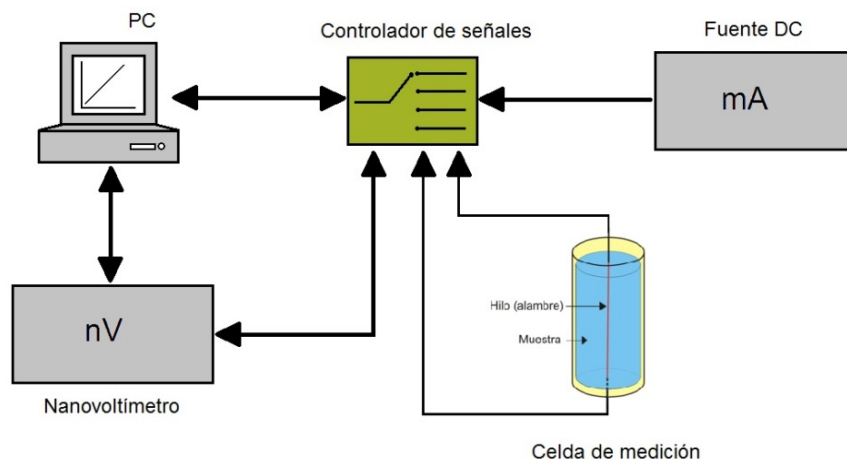 PC
Controlador de señales
Fuente DC
mA
Hilo (alambre)
Muestra
nV
Nanovoltímetro
Celda de medición